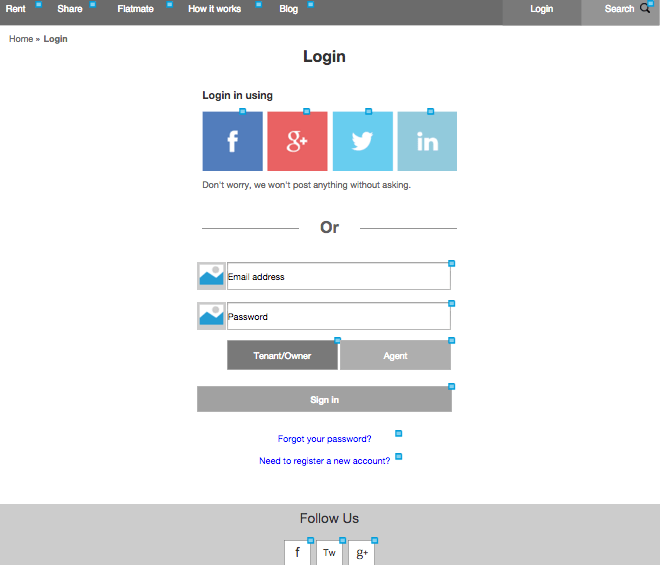 Rent Share Flatmate How it works Blog Login Search
Home » Login
Login
Login in using
f g+ in
Don't worry, we won't post anything without asking.
Or
Email address
Password
Tenant/Owner Agent
Sign in
Forgot your password?
Need to register a new account?
Follow Us
f Tw g+